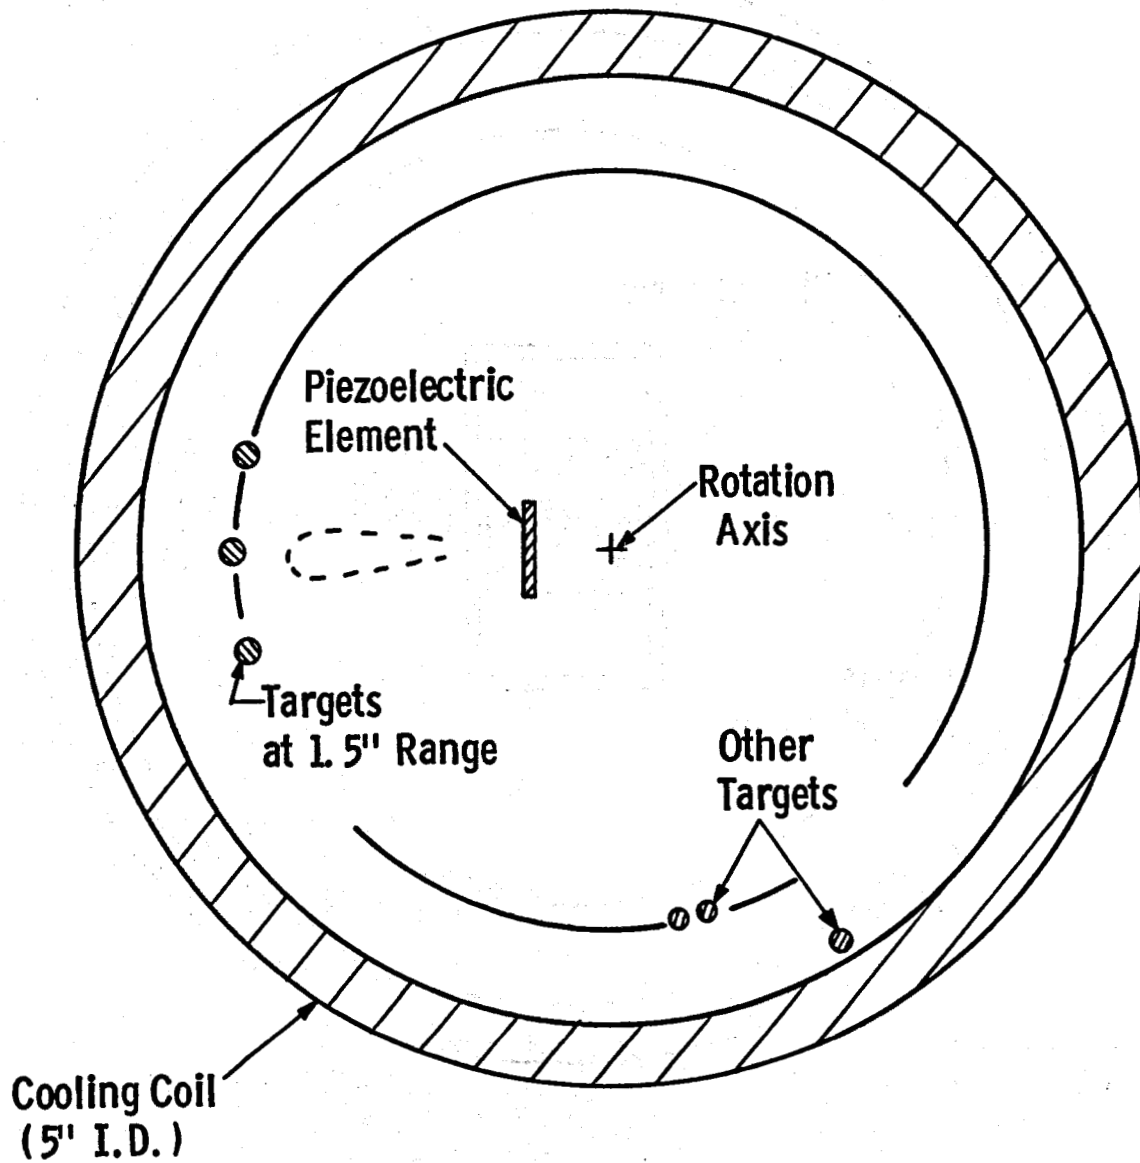 Piezoelectric
Element
Rotation
Axis
Targets
at 1.5" Range
Other
Targets
Cooling Coil
(5" I.D.)